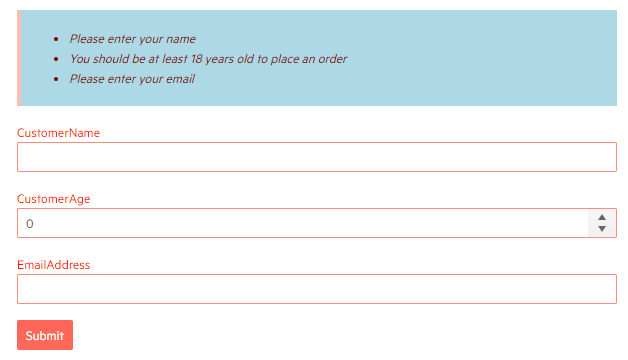 Please enter your name
You should be at least 18 years old to place an order
Please enter your email
CustomerName
CustomerAge
0
EmailAddress
Submit